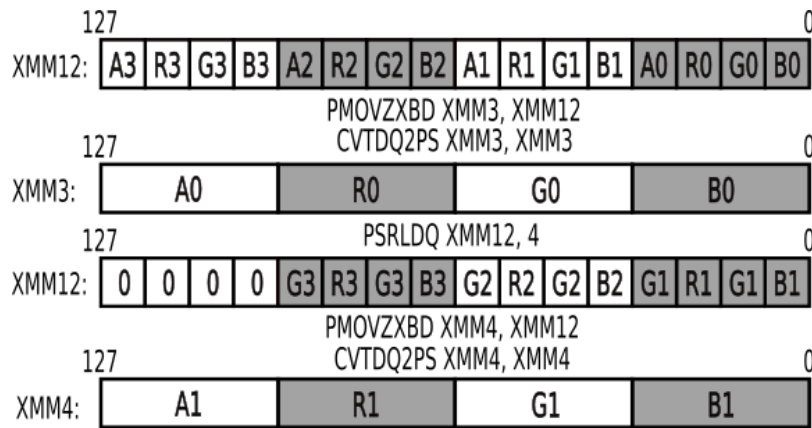 127 0
XMM12: A3 R3 G3 B3 A2 R2 G2 B2 A1 R1 G1 B1 A0 R0 G0 B0
PMOVZXBD XMM3, XMM12
CVTDQ2PS XMM3, XMM3
127 0
XMM3: A0 R0 G0 B0
PSRLDQ XMM12, 4
127 0
XMM12: 0 0 0 0 G3 R3 G3 B3 G2 R2 G2 B2 G1 R1 G1 B1
PMOVZXBD XMM4, XMM12
CVTDQ2PS XMM4, XMM4
127 0
XMM4: A1 R1 G1 B1